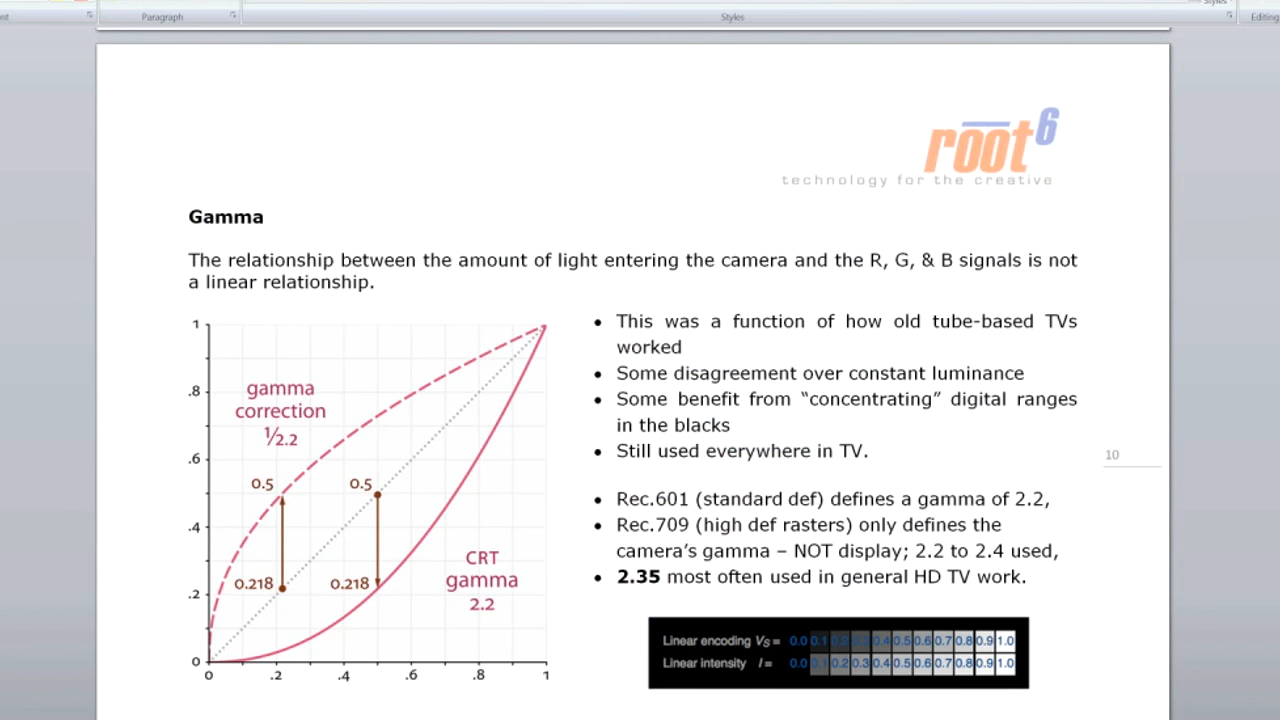 Paragraph
Styles
Styles
Editing
root6
technology for the creative
Gamma
The relationship between the amount of light entering the camera and the R, G, & B signals is not
a linear relationship.
• This was a function of how old tube-based TVs
worked
• Some disagreement over constant luminance
• Some benefit from “concentrating” digital ranges
in the blacks
• Still used everywhere in TV.
10
• Rec.601 (standard def) defines a gamma of 2.2,
• Rec.709 (high def rasters) only defines the
camera’s gamma – NOT display; 2.2 to 2.4 used,
• 2.35 most often used in general HD TV work.
1
.8
.6
.4
.2
0
gamma
correction
1⁄2.2
0.5
0.5
0.218
0.218
CRT
gamma
2.2
0
.2
.4
.6
.8
1
Linear encoding VS = 0.0 0.1 0.2 0.3 0.4 0.5 0.6 0.7 0.8 0.9 1.0
Linear intensity I = 0.0 0.1 0.2 0.3 0.4 0.5 0.6 0.7 0.8 0.9 1.0